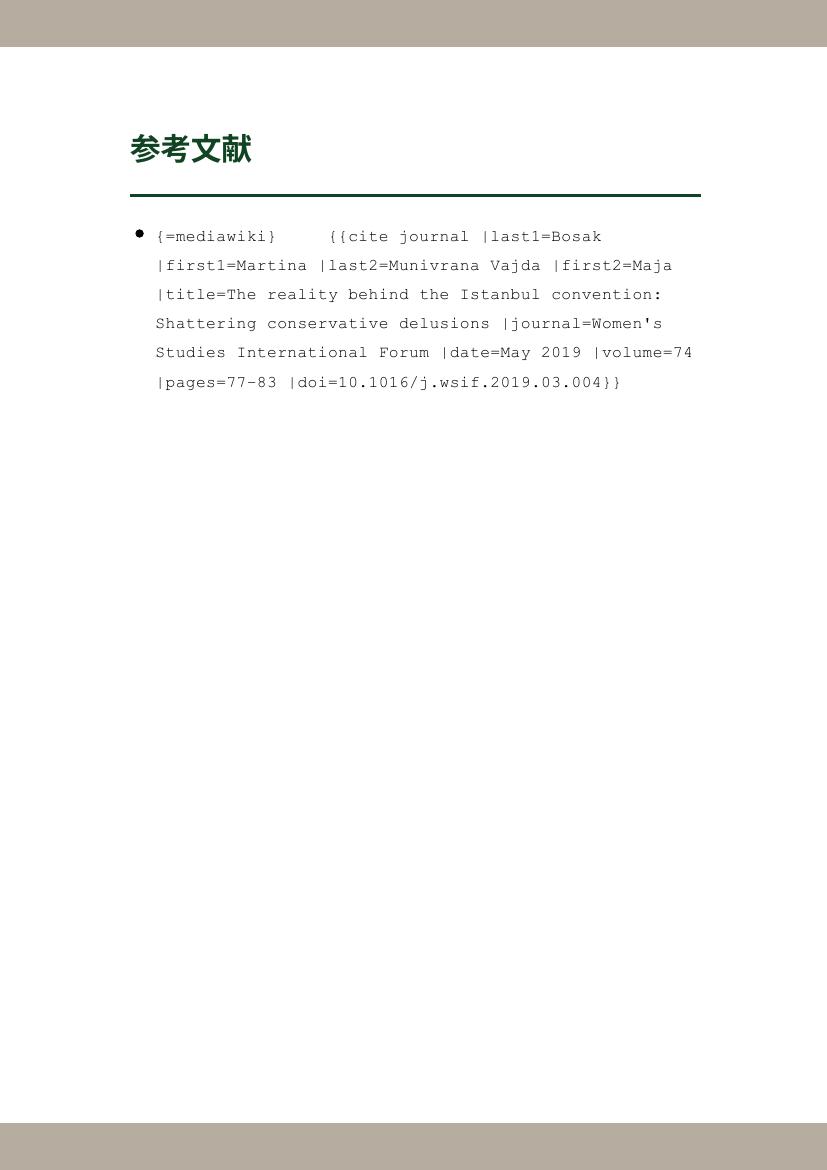 参考文献
• {=mediawiki}     {{cite journal |last1=Bosak
|first1=Martina |last2=Munivrana Vajda |first2=Maja
|title=The reality behind the Istanbul convention:
Shattering conservative delusions |journal=Women's
Studies International Forum |date=May 2019 |volume=74
|pages=77–83 |doi=10.1016/j.wsif.2019.03.004}}